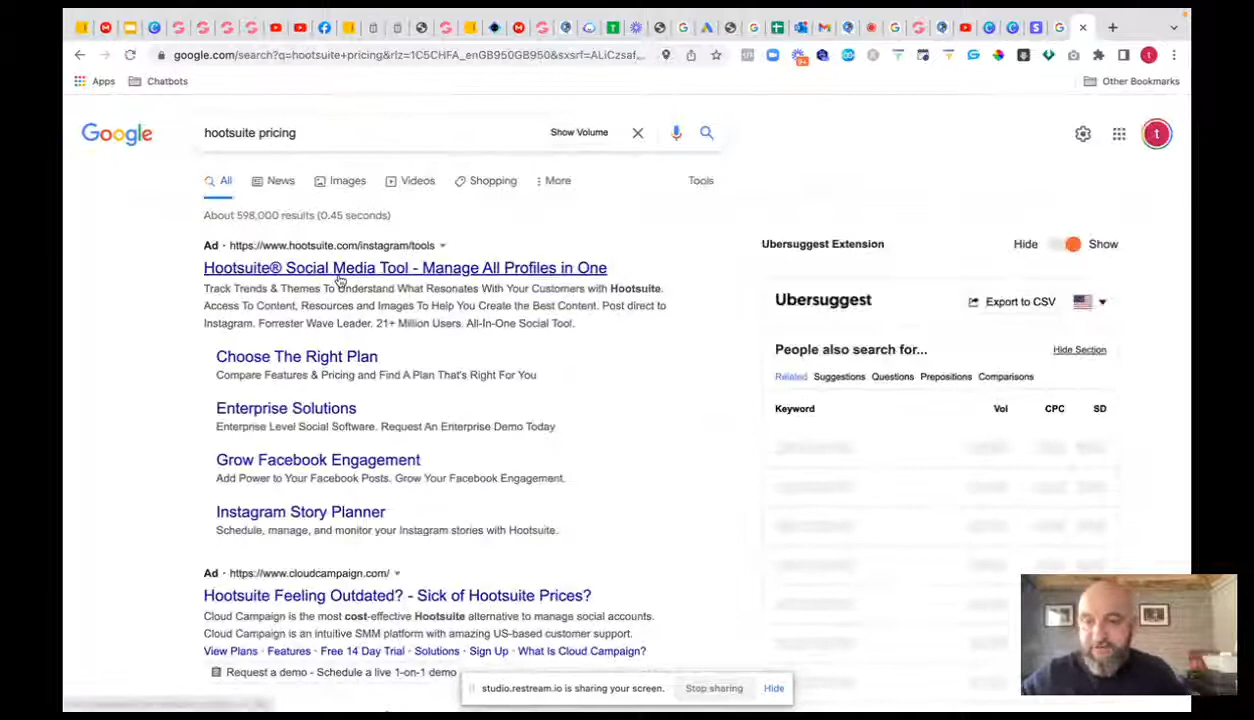 google.com/search?q=hootsuite+pricing&rlz=1C5CHFA_enGB950GB950&sxsrf=ALiCzsaf...
9+
t
Apps
Chatbots
Other Bookmarks
Google
hootsuite pricing
Show Volume
t
All
News
Images
Videos
Shopping
More
Tools
About 598,000 results (0.45 seconds)
Ad · https://www.hootsuite.com/instagram/tools
Hootsuite® Social Media Tool - Manage All Profiles in One
Track Trends & Themes To Understand What Resonates With Your Customers with Hootsuite.
Access To Content, Resources and Images To Help You Create the Best Content. Post direct to
Instagram. Forrester Wave Leader. 21+ Million Users. All-In-One Social Tool.
Choose The Right Plan
Compare Features & Pricing and Find A Plan That's Right For You
Enterprise Solutions
Enterprise Level Social Software. Request An Enterprise Demo Today
Grow Facebook Engagement
Add Power to Your Facebook Posts. Grow Your Facebook Engagement.
Instagram Story Planner
Schedule, manage, and monitor your Instagram stories with Hootsuite.
Ad · https://www.cloudcampaign.com/
Hootsuite Feeling Outdated? - Sick of Hootsuite Prices?
Cloud Campaign is the most cost-effective Hootsuite alternative to manage social accounts.
Cloud Campaign is an intuitive SMM platform with amazing US-based customer support.
View Plans · Features · Free 14 Day Trial · Solutions · Sign Up · What Is Cloud Campaign?
Request a demo - Schedule a live 1-on-1 demo
Ubersuggest Extension
Hide
Show
Ubersuggest
Export to CSV
People also search for...
Hide Section
Related
Suggestions
Questions
Prepositions
Comparisons
Keyword
Vol
CPC
SD
studio.restream.io is sharing your screen.
Stop sharing
Hide